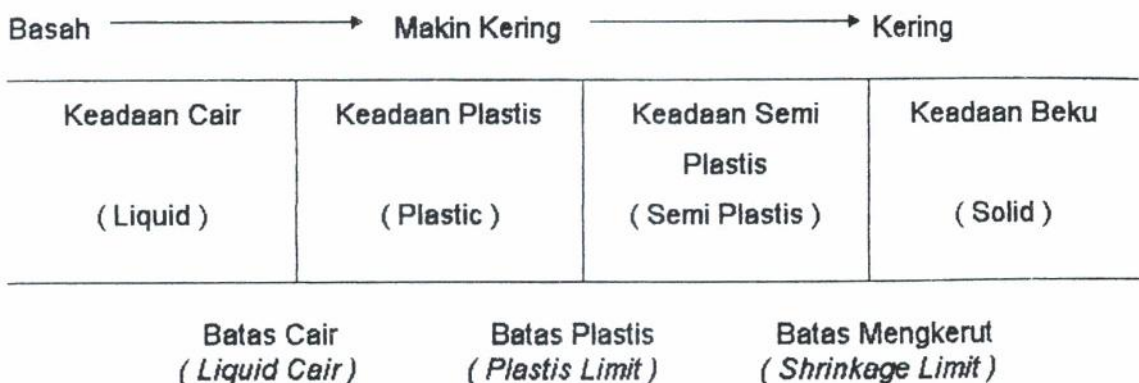 Basah Makin Kering Kering
Keadaan Cair Keadaan Plastis Keadaan Semi Keadaan Beku
Plastis
( Liquid ) ( Plastic ) ( Semi Plastis ) ( Solid )
Batas Cair Batas Plastis Batas Mengkerut
( Liquid Cair ) ( Plastis Limit ) ( Shrinkage Limit )